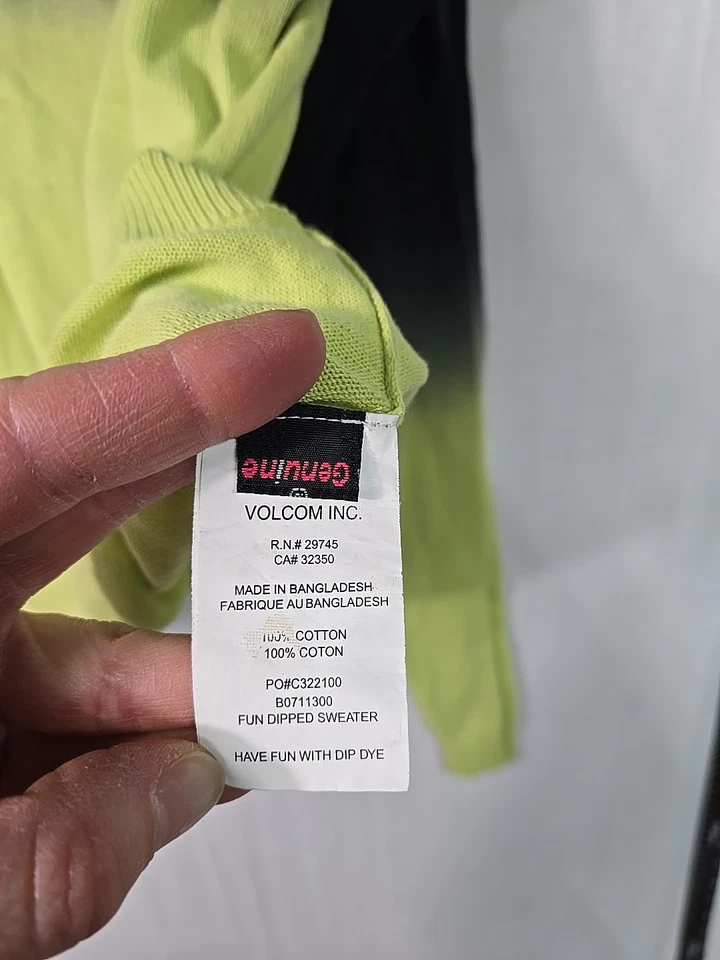 Genuine
VOLCOM INC.
R.N.# 29745
CA# 32350
MADE IN BANGLADESH
FABRIQUE AU BANGLADESH
100% COTTON
100% COTON
PO#C322100
B0711300
FUN DIPPED SWEATER
HAVE FUN WITH DIP DYE